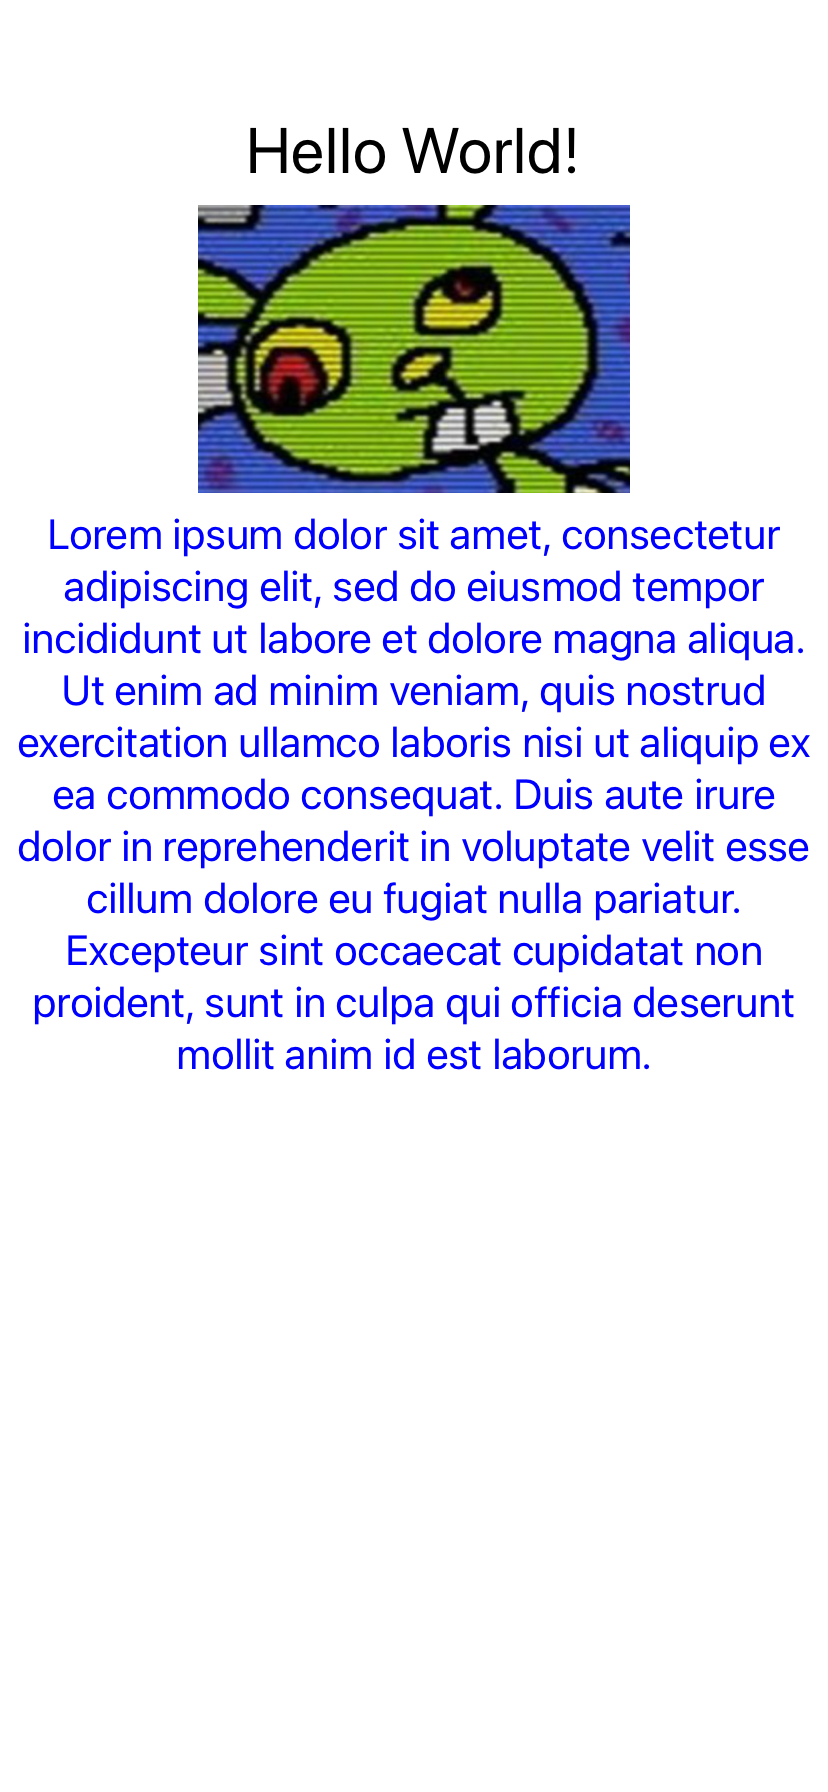 Hello World!
Lorem ipsum dolor sit amet, consectetur
adipiscing elit, sed do eiusmod tempor
incididunt ut labore et dolore magna aliqua.
Ut enim ad minim veniam, quis nostrud
exercitation ullamco laboris nisi ut aliquip ex
ea commodo consequat. Duis aute irure
dolor in reprehenderit in voluptate velit esse
cillum dolore eu fugiat nulla pariatur.
Excepteur sint occaecat cupidatat non
proident, sunt in culpa qui officia deserunt
mollit anim id est laborum.